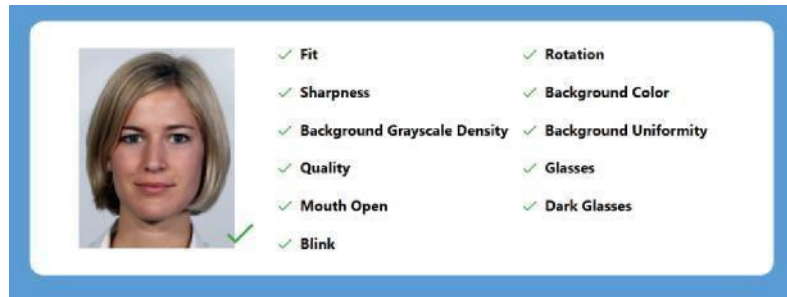 Fit
Rotation
Sharpness
Background Color
Background Grayscale Density
Background Uniformity
Quality
Glasses
Mouth Open
Dark Glasses
Blink